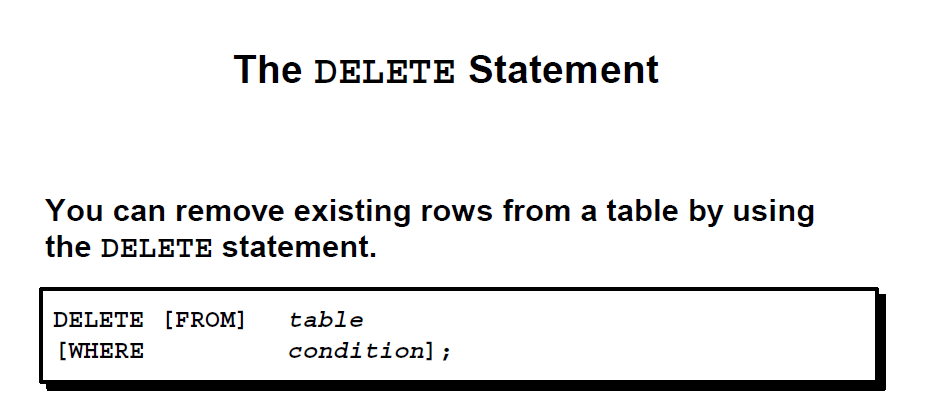 The DELETE Statement
You can remove existing rows from a table by using
the DELETE statement.
DELETE [FROM] table
[WHERE condition];